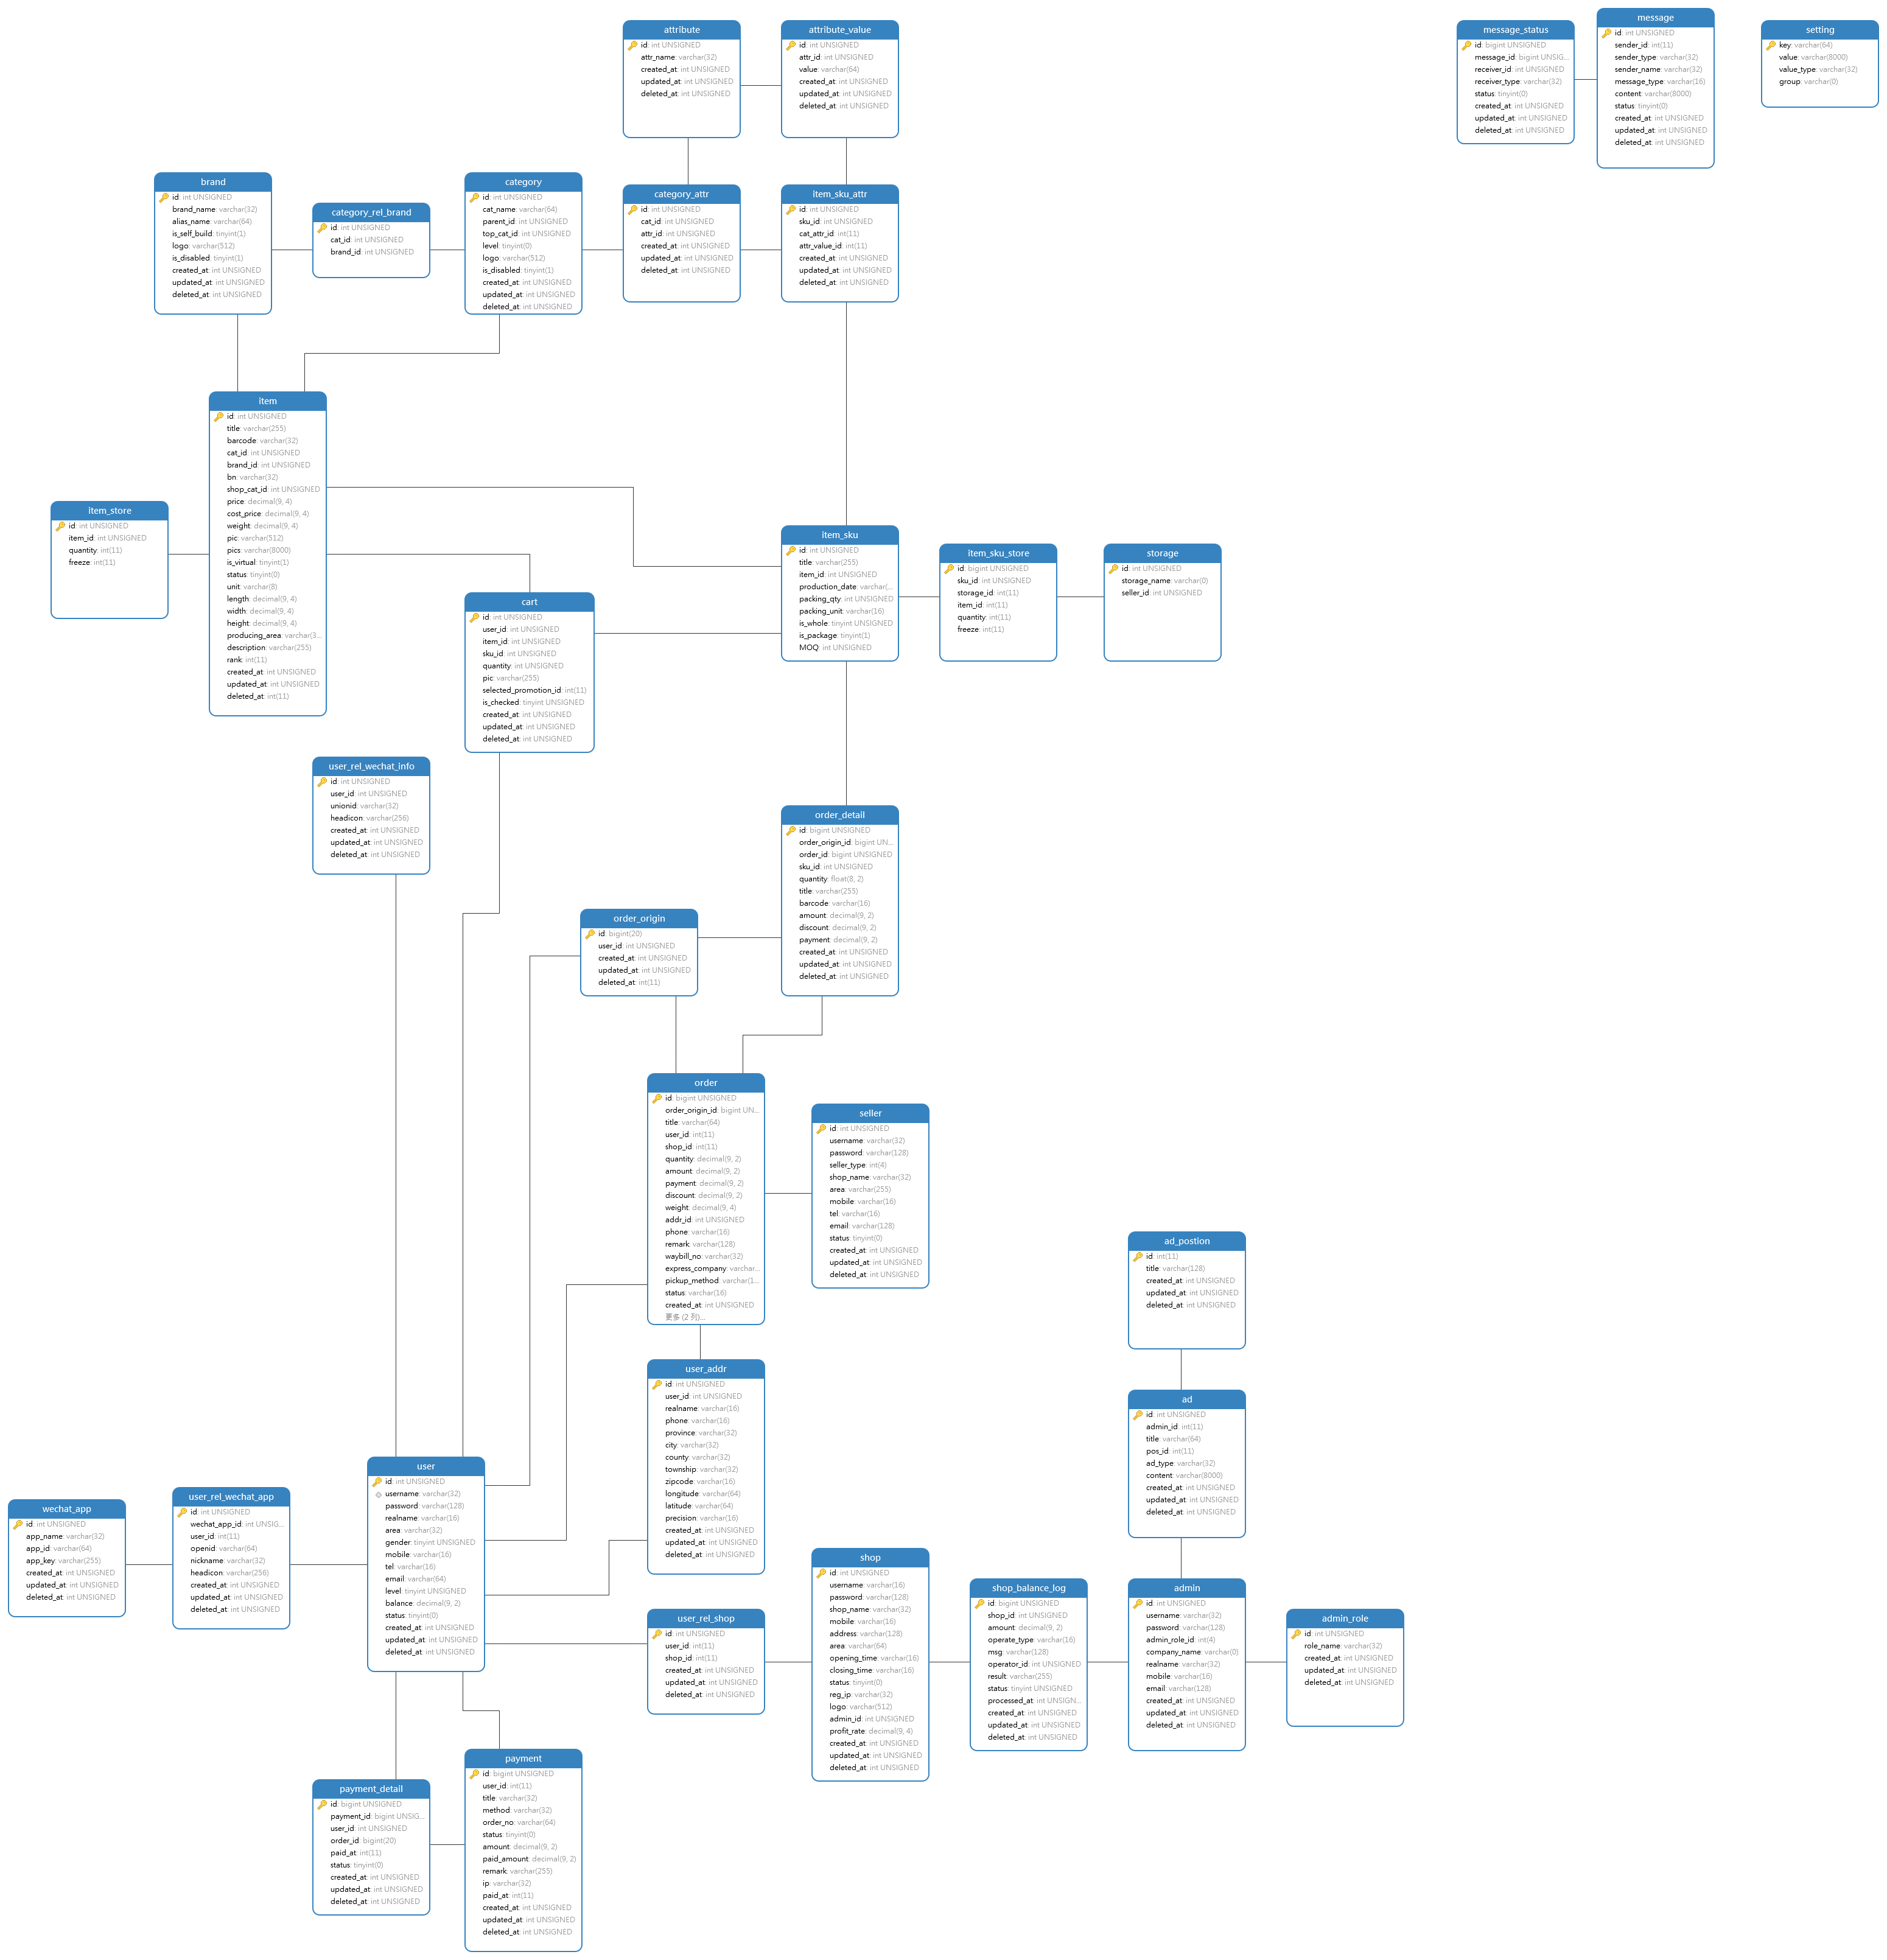 attribute
id: int UNSIGNED
attr_name: varchar(32)
created_at: int UNSIGNED
updated_at: int UNSIGNED
deleted_at: int UNSIGNED
attribute_value
id: int UNSIGNED
attr_id: int UNSIGNED
value: varchar(64)
created_at: int UNSIGNED
updated_at: int UNSIGNED
deleted_at: int UNSIGNED
message_status
id: bigint UNSIGNED
message_id: bigint UNSIG...
receiver_id: int UNSIGNED
receiver_type: varchar(32)
status: tinyint(0)
created_at: int UNSIGNED
updated_at: int UNSIGNED
deleted_at: int UNSIGNED
message
id: int UNSIGNED
sender_id: int(11)
sender_type: varchar(32)
sender_name: varchar(32)
message_type: varchar(16)
content: varchar(8000)
status: tinyint(0)
created_at: int UNSIGNED
updated_at: int UNSIGNED
deleted_at: int UNSIGNED
setting
key: varchar(64)
value: varchar(8000)
value_type: varchar(32)
group: varchar(0)
brand
id: int UNSIGNED
brand_name: varchar(32)
alias_name: varchar(64)
is_self_build: tinyint(1)
logo: varchar(512)
is_disabled: tinyint(1)
created_at: int UNSIGNED
updated_at: int UNSIGNED
deleted_at: int UNSIGNED
category_rel_brand
id: int UNSIGNED
cat_id: int UNSIGNED
brand_id: int UNSIGNED
category
id: int UNSIGNED
cat_name: varchar(64)
parent_id: int UNSIGNED
top_cat_id: int UNSIGNED
level: tinyint(0)
logo: varchar(512)
is_disabled: tinyint(1)
created_at: int UNSIGNED
updated_at: int UNSIGNED
deleted_at: int UNSIGNED
category_attr
id: int UNSIGNED
cat_id: int UNSIGNED
attr_id: int UNSIGNED
created_at: int UNSIGNED
updated_at: int UNSIGNED
deleted_at: int UNSIGNED
item_sku_attr
id: int UNSIGNED
sku_id: int UNSIGNED
cat_attr_id: int(11)
attr_value_id: int(11)
created_at: int UNSIGNED
updated_at: int UNSIGNED
deleted_at: int UNSIGNED
item
id: int UNSIGNED
title: varchar(255)
barcode: varchar(32)
cat_id: int UNSIGNED
brand_id: int UNSIGNED
bn: varchar(32)
shop_cat_id: int UNSIGNED
price: decimal(9, 4)
cost_price: decimal(9, 4)
weight: decimal(9, 4)
pic: varchar(512)
pics: varchar(8000)
is_virtual: tinyint(1)
status: tinyint(0)
unit: varchar(8)
length: decimal(9, 4)
width: decimal(9, 4)
height: decimal(9, 4)
producing_area: varchar(3...
description: varchar(255)
rank: int(11)
created_at: int UNSIGNED
updated_at: int UNSIGNED
deleted_at: int(11)
item_store
id: int UNSIGNED
item_id: int UNSIGNED
quantity: int(11)
freeze: int(11)
item_sku
id: int UNSIGNED
title: varchar(255)
item_id: int UNSIGNED
production_date: varchar(...
packing_qty: int UNSIGNED
packing_unit: varchar(16)
is_whole: tinyint UNSIGNED
is_package: tinyint(1)
MOQ: int UNSIGNED
item_sku_store
id: bigint UNSIGNED
sku_id: int UNSIGNED
storage_id: int(11)
item_id: int(11)
quantity: int(11)
freeze: int(11)
storage
id: int UNSIGNED
storage_name: varchar(0)
seller_id: int UNSIGNED
cart
id: int UNSIGNED
user_id: int UNSIGNED
item_id: int UNSIGNED
sku_id: int UNSIGNED
quantity: int UNSIGNED
pic: varchar(255)
selected_promotion_id: int(11)
is_checked: tinyint UNSIGNED
created_at: int UNSIGNED
updated_at: int UNSIGNED
deleted_at: int UNSIGNED
user_rel_wechat_info
id: int UNSIGNED
user_id: int UNSIGNED
unionid: varchar(32)
headicon: varchar(256)
created_at: int UNSIGNED
updated_at: int UNSIGNED
deleted_at: int UNSIGNED
order_detail
id: bigint UNSIGNED
order_origin_id: bigint UN...
order_id: bigint UNSIGNED
sku_id: int UNSIGNED
quantity: float(8, 2)
title: varchar(255)
barcode: varchar(16)
amount: decimal(9, 2)
discount: decimal(9, 2)
payment: decimal(9, 2)
created_at: int UNSIGNED
updated_at: int UNSIGNED
deleted_at: int UNSIGNED
order_origin
id: bigint(20)
user_id: int UNSIGNED
created_at: int UNSIGNED
updated_at: int UNSIGNED
deleted_at: int(11)
order
id: bigint UNSIGNED
order_origin_id: bigint UN...
title: varchar(64)
user_id: int(11)
shop_id: int(11)
quantity: decimal(9, 2)
amount: decimal(9, 2)
payment: decimal(9, 2)
discount: decimal(9, 2)
weight: decimal(9, 4)
addr_id: int UNSIGNED
phone: varchar(16)
remark: varchar(128)
waybill_no: varchar(32)
express_company: varchar...
pickup_method: varchar(1...
status: varchar(16)
created_at: int UNSIGNED
更多 (2 列)...
seller
id: int UNSIGNED
username: varchar(32)
password: varchar(128)
seller_type: int(4)
shop_name: varchar(32)
area: varchar(255)
mobile: varchar(16)
tel: varchar(16)
email: varchar(128)
status: tinyint(0)
created_at: int UNSIGNED
updated_at: int UNSIGNED
deleted_at: int UNSIGNED
ad_postion
id: int(11)
title: varchar(128)
created_at: int UNSIGNED
updated_at: int UNSIGNED
deleted_at: int UNSIGNED
user_addr
id: int UNSIGNED
user_id: int UNSIGNED
realname: varchar(16)
phone: varchar(16)
province: varchar(32)
city: varchar(32)
county: varchar(32)
township: varchar(32)
zipcode: varchar(16)
longitude: varchar(64)
latitude: varchar(64)
precision: varchar(16)
created_at: int UNSIGNED
updated_at: int UNSIGNED
deleted_at: int UNSIGNED
ad
id: int UNSIGNED
admin_id: int(11)
title: varchar(64)
pos_id: int(11)
ad_type: varchar(32)
content: varchar(8000)
created_at: int UNSIGNED
updated_at: int UNSIGNED
deleted_at: int UNSIGNED
wechat_app
id: int UNSIGNED
app_name: varchar(32)
app_id: varchar(64)
app_key: varchar(255)
created_at: int UNSIGNED
updated_at: int UNSIGNED
deleted_at: int UNSIGNED
user_rel_wechat_app
id: int UNSIGNED
wechat_app_id: int UNSIG...
user_id: int(11)
openid: varchar(64)
nickname: varchar(32)
headicon: varchar(256)
created_at: int UNSIGNED
updated_at: int UNSIGNED
deleted_at: int UNSIGNED
user
id: int UNSIGNED
username: varchar(32)
password: varchar(128)
realname: varchar(16)
area: varchar(32)
gender: tinyint UNSIGNED
mobile: varchar(16)
tel: varchar(16)
email: varchar(64)
level: tinyint UNSIGNED
balance: decimal(9, 2)
status: tinyint(0)
created_at: int UNSIGNED
updated_at: int UNSIGNED
deleted_at: int UNSIGNED
user_rel_shop
id: int UNSIGNED
user_id: int(11)
shop_id: int(11)
created_at: int UNSIGNED
updated_at: int UNSIGNED
deleted_at: int UNSIGNED
shop
id: int UNSIGNED
username: varchar(16)
password: varchar(128)
shop_name: varchar(32)
mobile: varchar(16)
address: varchar(128)
area: varchar(64)
opening_time: varchar(16)
closing_time: varchar(16)
status: tinyint(0)
reg_ip: varchar(32)
logo: varchar(512)
admin_id: int UNSIGNED
profit_rate: decimal(9, 4)
created_at: int UNSIGNED
updated_at: int UNSIGNED
deleted_at: int UNSIGNED
shop_balance_log
id: bigint UNSIGNED
shop_id: int UNSIGNED
amount: decimal(9, 2)
operate_type: varchar(16)
msg: varchar(128)
operator_id: int UNSIGNED
result: varchar(255)
status: tinyint UNSIGNED
processed_at: int UNSIGN...
created_at: int UNSIGNED
updated_at: int UNSIGNED
deleted_at: int UNSIGNED
admin
id: int UNSIGNED
username: varchar(32)
password: varchar(128)
admin_role_id: int(4)
company_name: varchar(0)
realname: varchar(32)
mobile: varchar(16)
email: varchar(128)
created_at: int UNSIGNED
updated_at: int UNSIGNED
deleted_at: int UNSIGNED
admin_role
id: int UNSIGNED
role_name: varchar(32)
created_at: int UNSIGNED
updated_at: int UNSIGNED
deleted_at: int UNSIGNED
payment_detail
id: bigint UNSIGNED
payment_id: bigint UNSIG...
user_id: int UNSIGNED
order_id: bigint(20)
paid_at: int(11)
status: tinyint(0)
created_at: int UNSIGNED
updated_at: int UNSIGNED
deleted_at: int UNSIGNED
payment
id: bigint UNSIGNED
user_id: int(11)
title: varchar(32)
method: varchar(32)
order_no: varchar(64)
status: tinyint(0)
amount: decimal(9, 2)
paid_amount: decimal(9, 2)
remark: varchar(255)
ip: varchar(32)
paid_at: int(11)
created_at: int UNSIGNED
updated_at: int UNSIGNED
deleted_at: int UNSIGNED